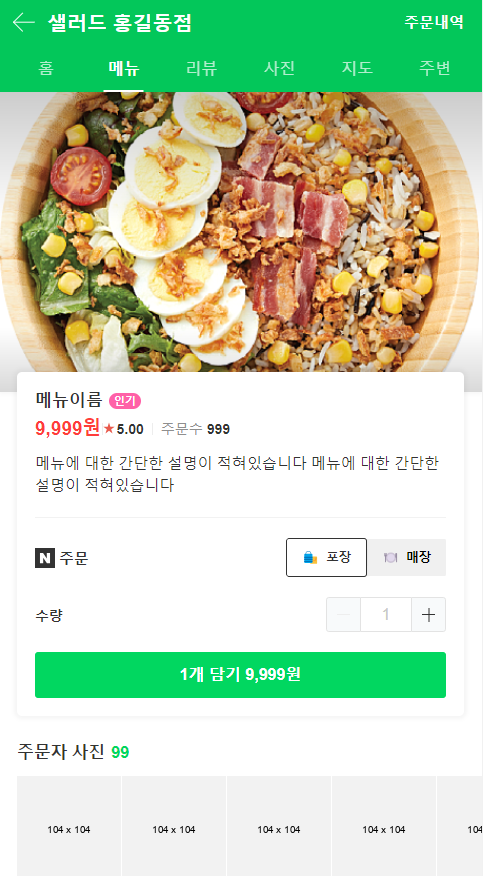 샐러드 홍길동점 주문내역
홈 메뉴 리뷰 사진 지도 주변
메뉴이름 인기
9,999원 ★5.00 주문수 999
메뉴에 대한 간단한 설명이 적혀있습니다 메뉴에 대한 간단한
설명이 적혀있습니다
N 주문 포장 매장
수량 1
1개 담기 9,999원
주문자 사진 99
104 x 104 104 x 104 104 x 104 104 x 104 104